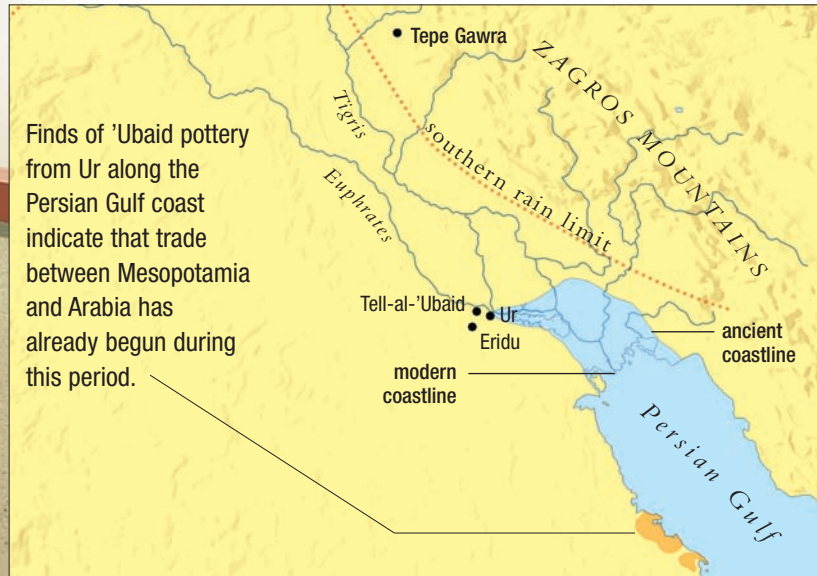 Tepe Gawra
ZAGROS MOUNTAINS
Tigris
southern rain limit
Euphrates
Finds of ’Ubaid pottery
from Ur along the
Persian Gulf coast
indicate that trade
between Mesopotamia
and Arabia has
already begun during
this period.
Tell-al-’Ubaid
Ur
Eridu
ancient
coastline
modern
coastline
Persian Gulf